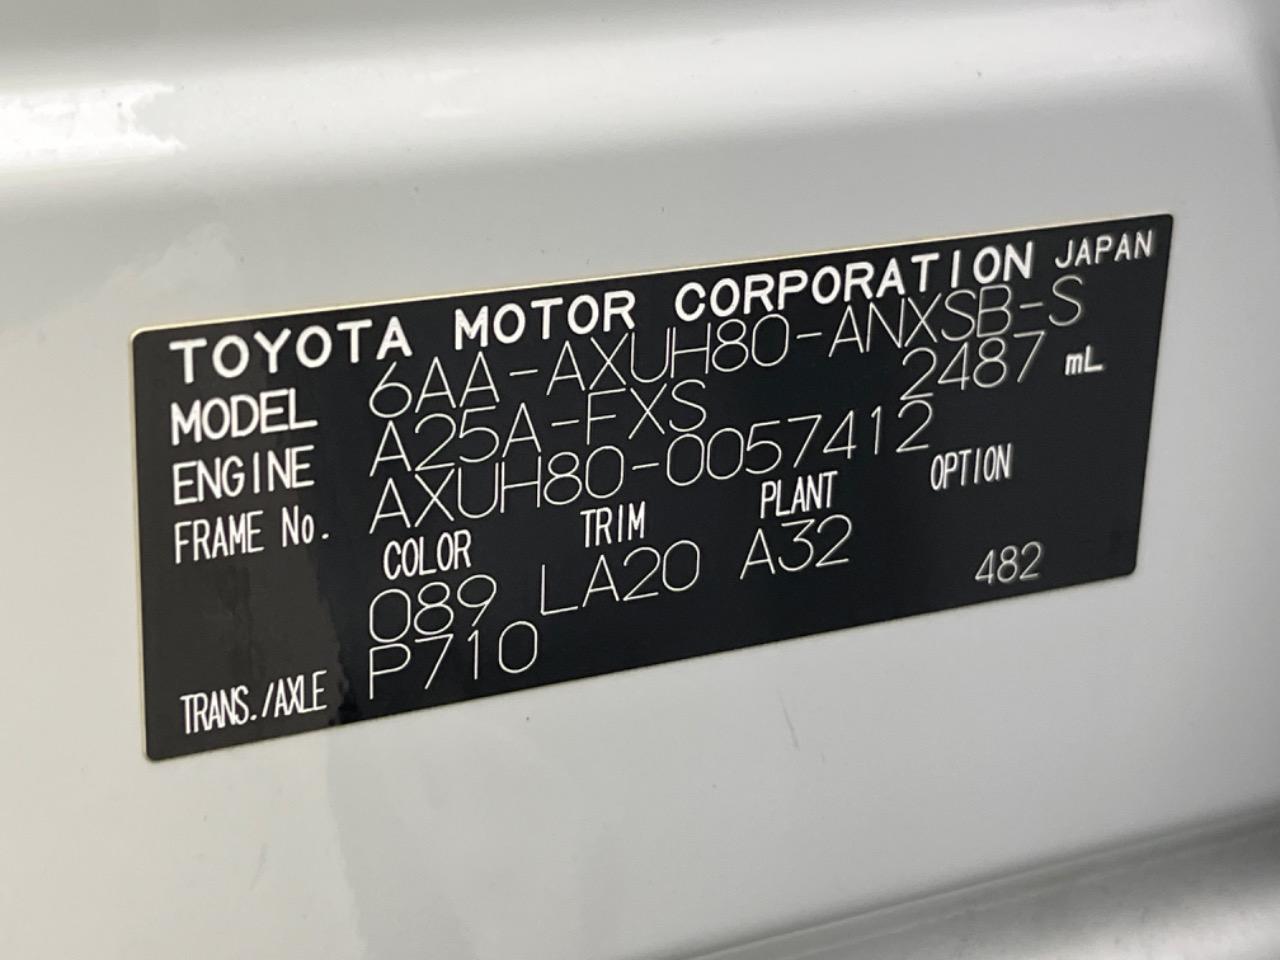 TOYOTA MOTOR CORPORATION JAPAN
MODEL 6AA-AXUH80-ANXSB-S
ENGINE A25A-FXS 2487 mL
FRAME No. AXUH80-0057412
COLOR TRIM PLANT OPTION
089 LA20 A32 482
TRANS./AXLE P710